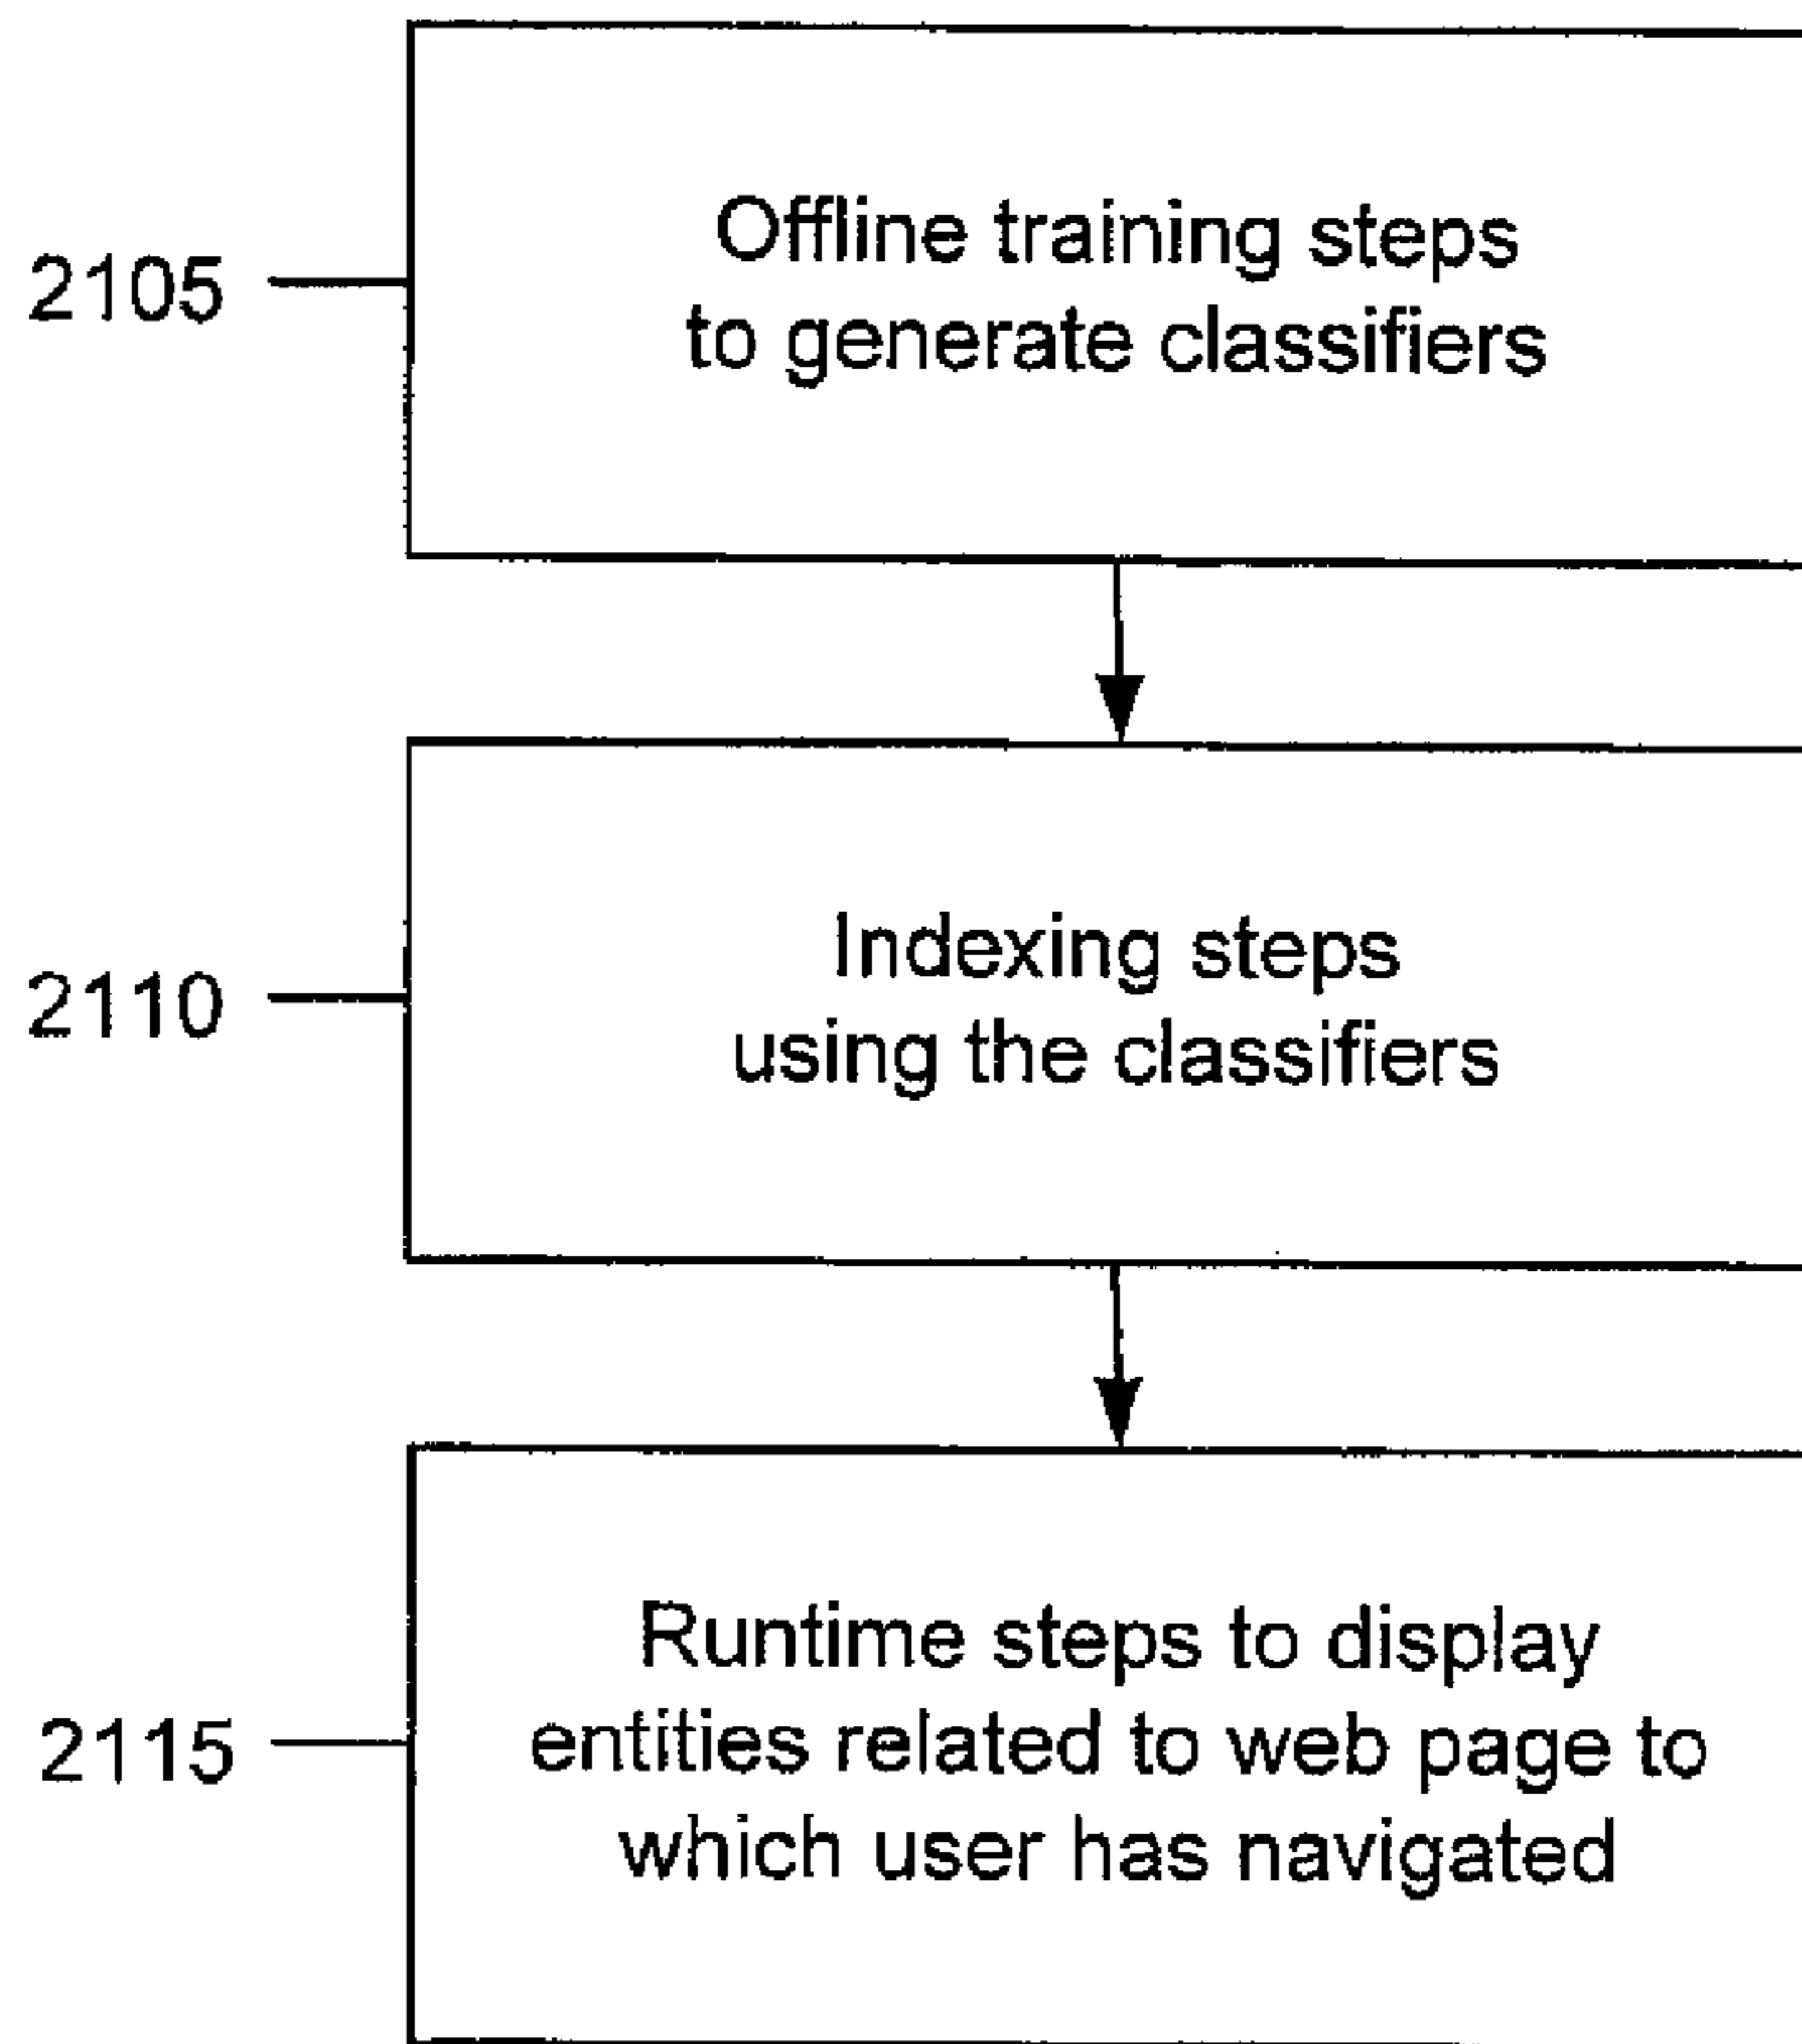 2105
Offline training steps
to generate classifiers
2110
Indexing steps
using the classifiers
2115
Runtime steps to display
entities related to web page to
which user has navigated